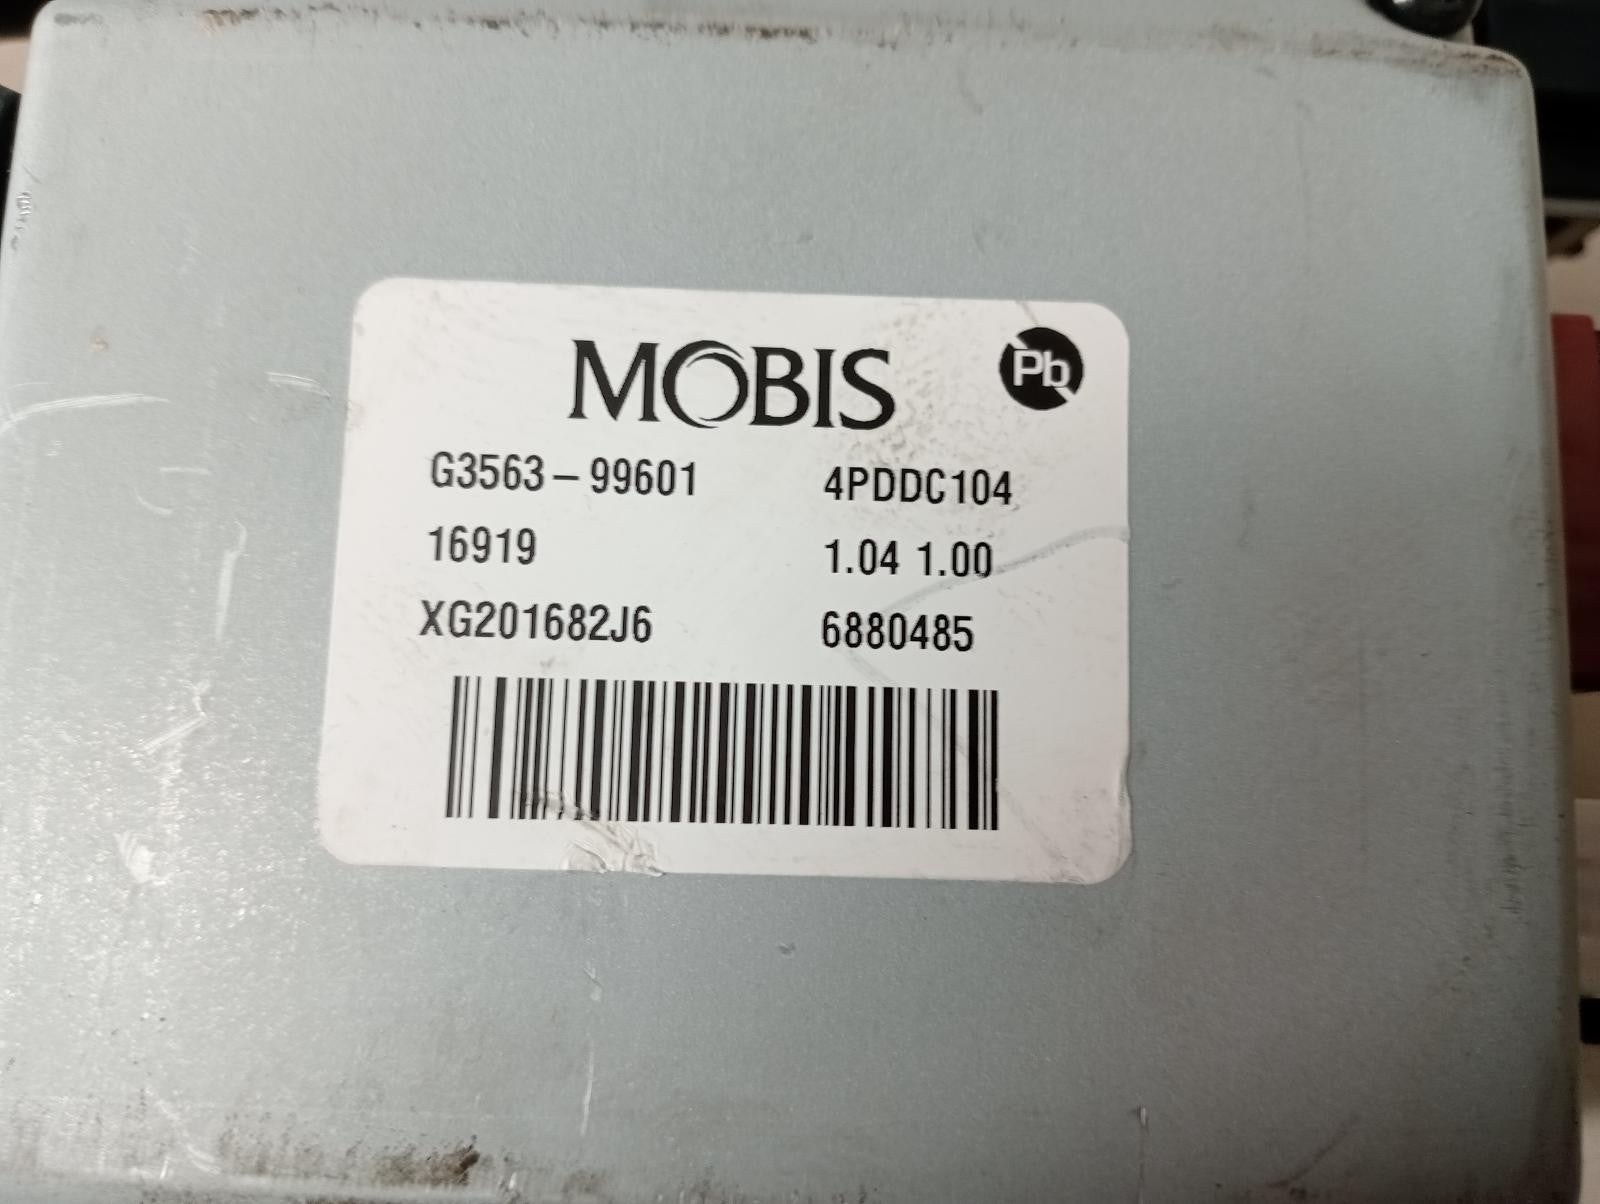 MOBIS
Pb
G3563-99601 4PDDC104
16919 1.04 1.00
XG201682J6 6880485